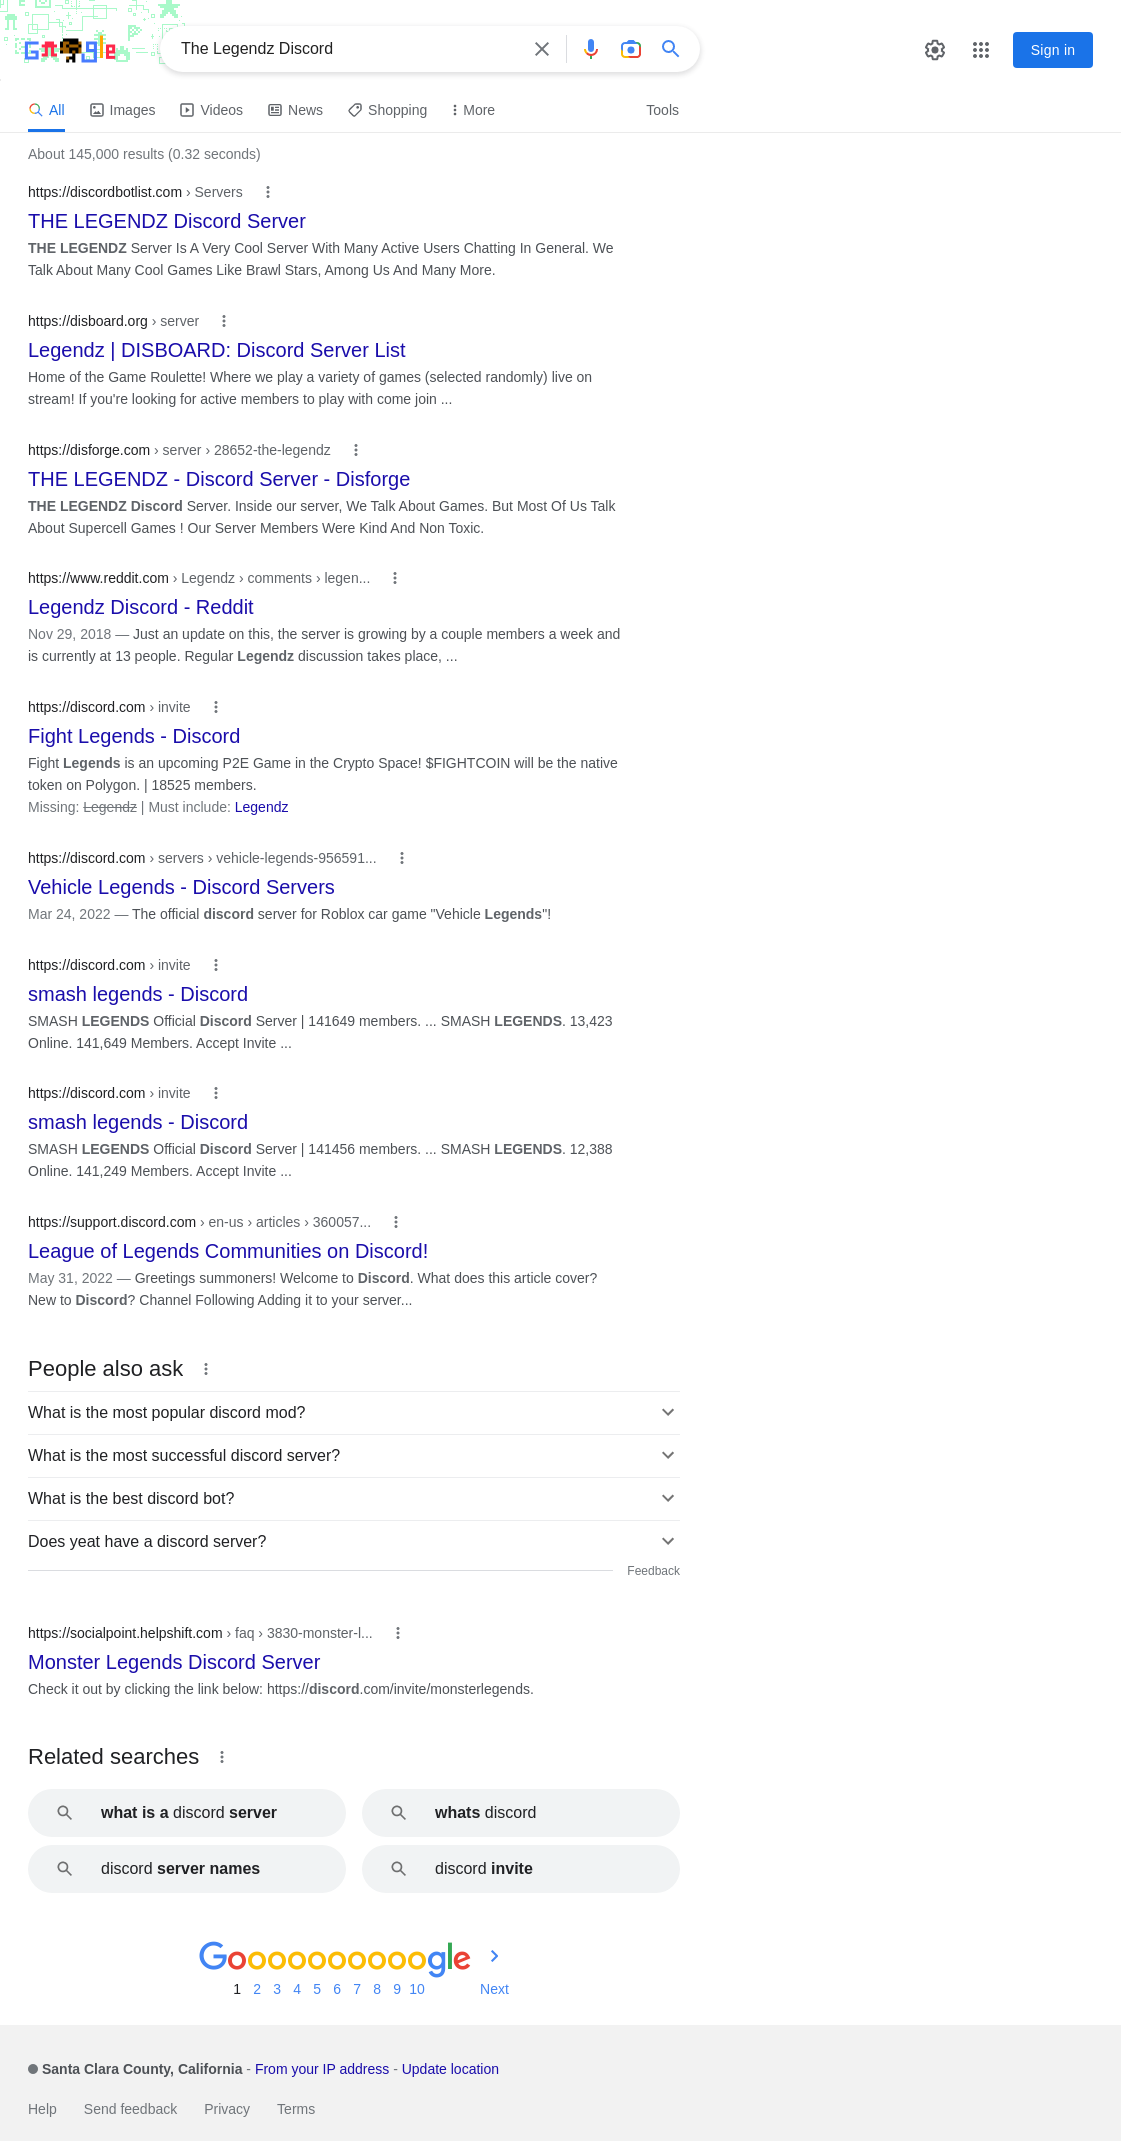 Google
The Legendz Discord
Sign in
All Images Videos News Shopping More Tools
About 145,000 results (0.32 seconds)
https://discordbotlist.com › Servers
THE LEGENDZ Discord Server
THE LEGENDZ Server Is A Very Cool Server With Many Active Users Chatting In General. We
Talk About Many Cool Games Like Brawl Stars, Among Us And Many More.
https://disboard.org › server
Legendz | DISBOARD: Discord Server List
Home of the Game Roulette! Where we play a variety of games (selected randomly) live on
stream! If you're looking for active members to play with come join ...
https://disforge.com › server › 28652-the-legendz
THE LEGENDZ - Discord Server - Disforge
THE LEGENDZ Discord Server. Inside our server, We Talk About Games. But Most Of Us Talk
About Supercell Games ! Our Server Members Were Kind And Non Toxic.
https://www.reddit.com › Legendz › comments › legen...
Legendz Discord - Reddit
Nov 29, 2018 — Just an update on this, the server is growing by a couple members a week and
is currently at 13 people. Regular Legendz discussion takes place, ...
https://discord.com › invite
Fight Legends - Discord
Fight Legends is an upcoming P2E Game in the Crypto Space! $FIGHTCOIN will be the native
token on Polygon. | 18525 members.
Missing: Legendz | Must include: Legendz
https://discord.com › servers › vehicle-legends-956591...
Vehicle Legends - Discord Servers
Mar 24, 2022 — The official discord server for Roblox car game "Vehicle Legends"!
https://discord.com › invite
smash legends - Discord
SMASH LEGENDS Official Discord Server | 141649 members. ... SMASH LEGENDS. 13,423
Online. 141,649 Members. Accept Invite ...
https://discord.com › invite
smash legends - Discord
SMASH LEGENDS Official Discord Server | 141456 members. ... SMASH LEGENDS. 12,388
Online. 141,249 Members. Accept Invite ...
https://support.discord.com › en-us › articles › 360057...
League of Legends Communities on Discord!
May 31, 2022 — Greetings summoners! Welcome to Discord. What does this article cover?
New to Discord? Channel Following Adding it to your server...
People also ask
What is the most popular discord mod?
What is the most successful discord server?
What is the best discord bot?
Does yeat have a discord server?
Feedback
https://socialpoint.helpshift.com › faq › 3830-monster-l...
Monster Legends Discord Server
Check it out by clicking the link below: https://discord.com/invite/monsterlegends.
Related searches
what is a discord server
whats discord
discord server names
discord invite
Goooooooooogle
1 2 3 4 5 6 7 8 9 10 Next
Santa Clara County, California - From your IP address - Update location
Help Send feedback Privacy Terms